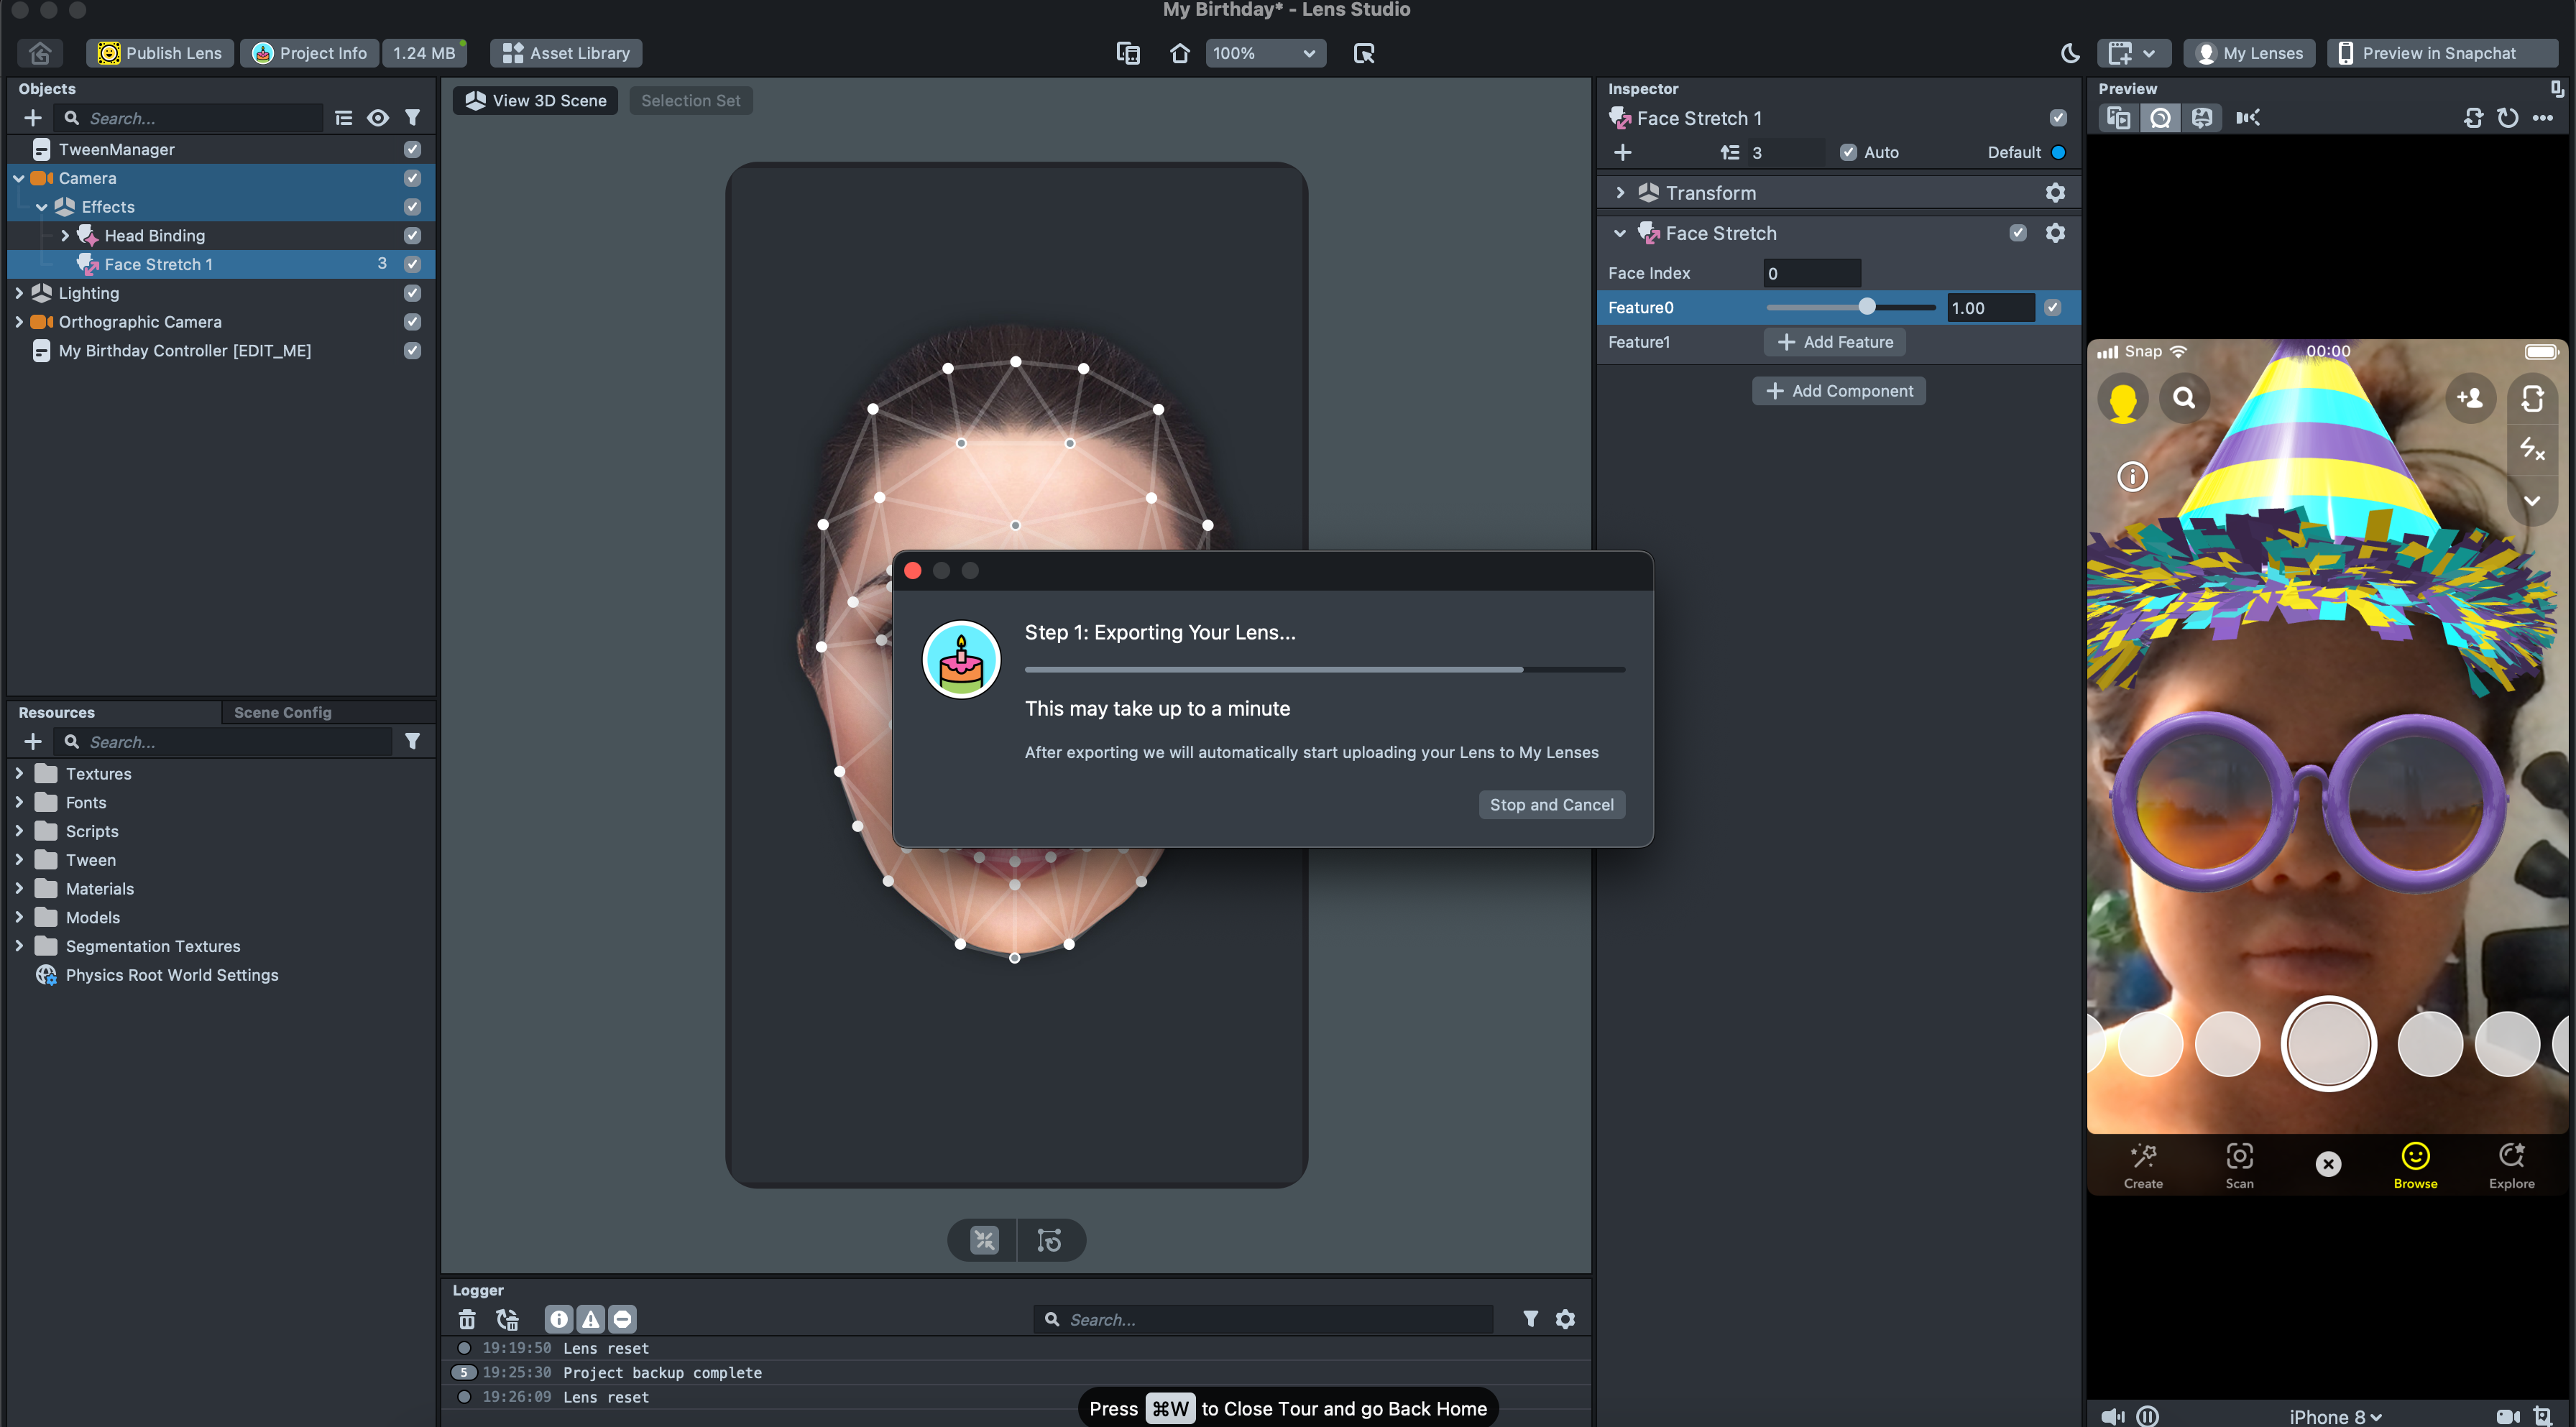 My Birthday* - Lens Studio
Publish Lens
Project Info
1.24 MB
Asset Library
100%
My Lenses
Preview in Snapchat
Objects
Search...
TweenManager
Camera
Effects
Head Binding
Face Stretch 1
3
Lighting
Orthographic Camera
My Birthday Controller [EDIT_ME]
Resources
Scene Config
Search...
Textures
Fonts
Scripts
Tween
Materials
Models
Segmentation Textures
Physics Root World Settings
View 3D Scene
Selection Set
Step 1: Exporting Your Lens...
This may take up to a minute
After exporting we will automatically start uploading your Lens to My Lenses
Stop and Cancel
Logger
Search...
19:19:50 Lens reset
5 19:25:30 Project backup complete
19:26:09 Lens reset
Press ⌘W to Close Tour and go Back Home
Inspector
Face Stretch 1
3
Auto
Default
Transform
Face Stretch
Face Index
0
Feature0
1.00
Feature1
+ Add Feature
+ Add Component
Preview
Snap
00:00
Create
Scan
Browse
Explore
iPhone 8